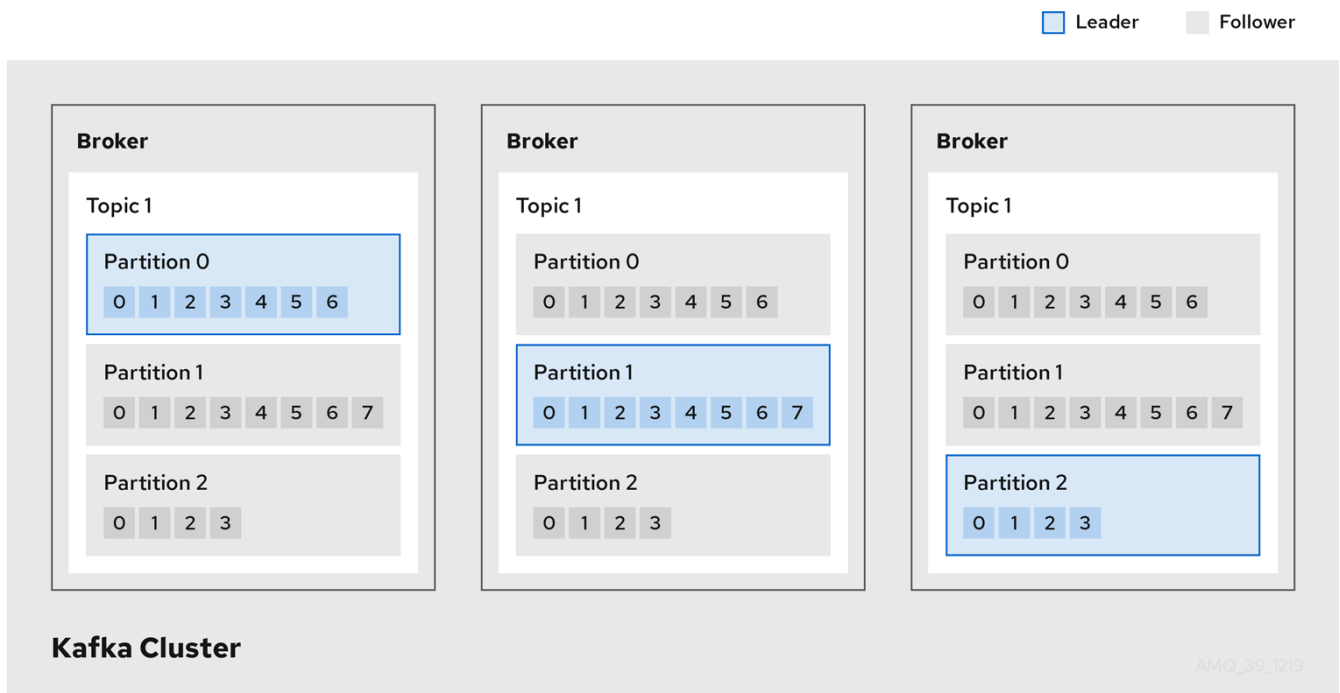 Leader Follower
Broker
Topic 1
Partition 0
0 1 2 3 4 5 6
Partition 1
0 1 2 3 4 5 6 7
Partition 2
0 1 2 3
Broker
Topic 1
Partition 0
0 1 2 3 4 5 6
Partition 1
0 1 2 3 4 5 6 7
Partition 2
0 1 2 3
Broker
Topic 1
Partition 0
0 1 2 3 4 5 6
Partition 1
0 1 2 3 4 5 6 7
Partition 2
0 1 2 3
Kafka Cluster
AMQ_39_1219